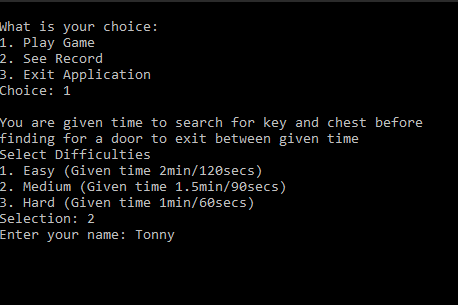 What is your choice:
1. Play Game
2. See Record
3. Exit Application
Choice: 1
You are given time to search for key and chest before
finding for a door to exit between given time
Select Difficulties
1. Easy (Given time 2min/120secs)
2. Medium (Given time 1.5min/90secs)
3. Hard (Given time 1min/60secs)
Selection: 2
Enter your name: Tonny